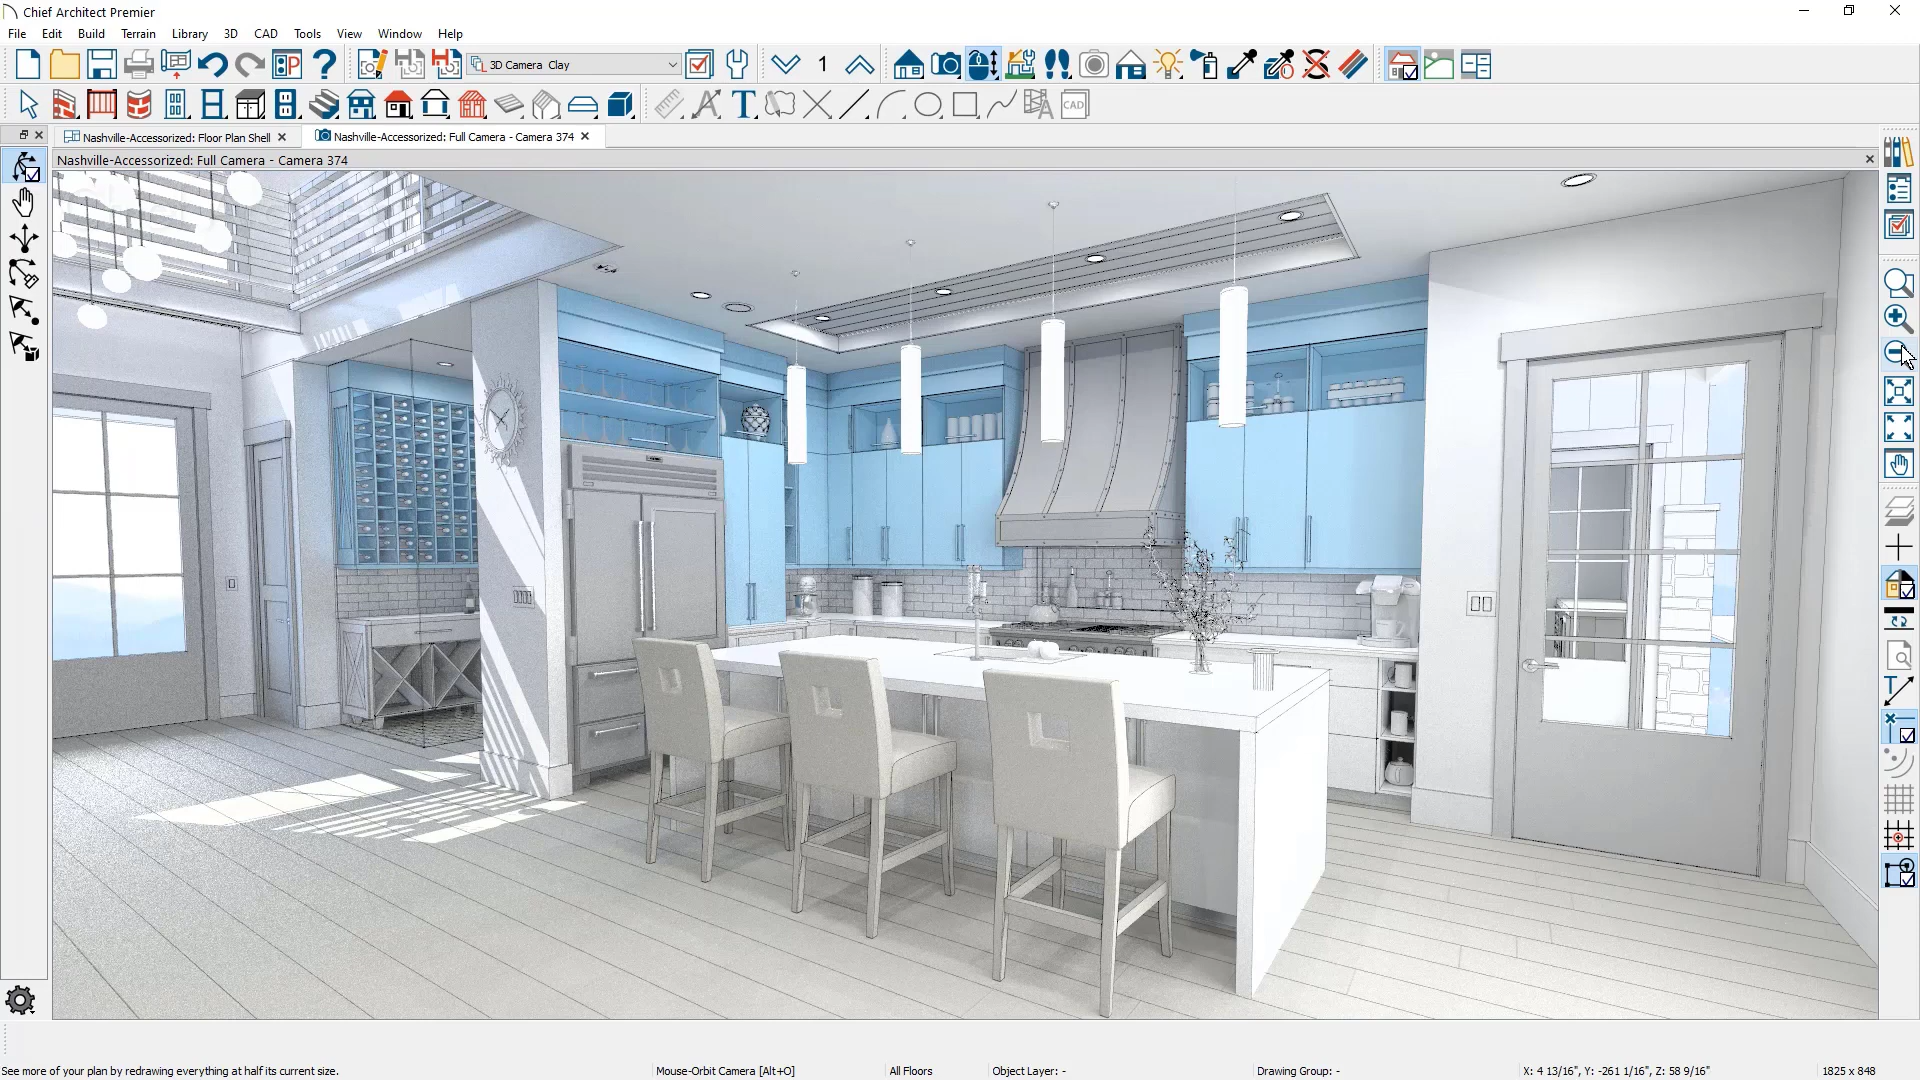 Chief Architect Premier
File Edit Build Terrain Library 3D CAD Tools View Window Help
3D Camera Clay
1
CAD
Nashville-Accessorized: Floor Plan Shell
Nashville-Accessorized: Full Camera - Camera 374
Nashville-Accessorized: Full Camera - Camera 374
See more of your plan by redrawing everything at half its current size.
Mouse-Orbit Camera [Alt+O]
All Floors
Object Layer: -
Drawing Group: -
X: 4 13/16", Y: -261 1/16", Z: 58 9/16"
1825 x 848